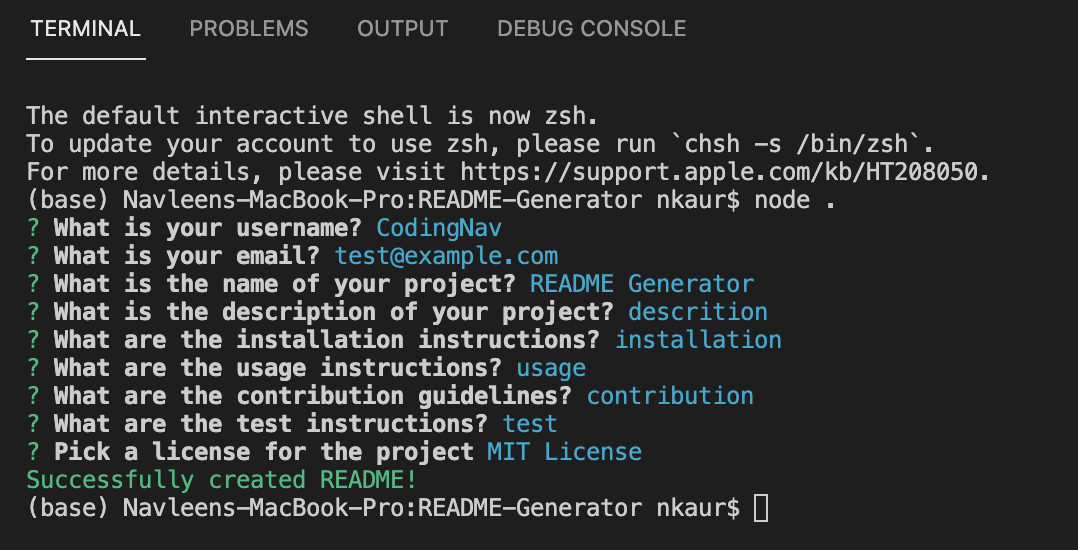 TERMINAL PROBLEMS OUTPUT DEBUG CONSOLE
The default interactive shell is now zsh.
To update your account to use zsh, please run `chsh -s /bin/zsh`.
For more details, please visit https://support.apple.com/kb/HT208050.
(base) Navleens-MacBook-Pro:README-Generator nkaur$ node .
? What is your username? CodingNav
? What is your email? test@example.com
? What is the name of your project? README Generator
? What is the description of your project? descrition
? What are the installation instructions? installation
? What are the usage instructions? usage
? What are the contribution guidelines? contribution
? What are the test instructions? test
? Pick a license for the project MIT License
Successfully created README!
(base) Navleens-MacBook-Pro:README-Generator nkaur$